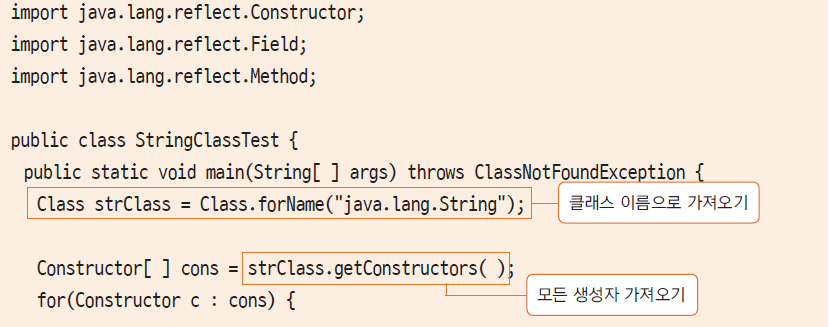 import java.lang.reflect.Constructor;
import java.lang.reflect.Field;
import java.lang.reflect.Method;
public class StringClassTest {
public static void main(String[ ] args) throws ClassNotFoundException {
Class strClass = Class.forName("java.lang.String");
클래스 이름으로 가져오기
Constructor[ ] cons = strClass.getConstructors( );
모든 생성자 가져오기
for(Constructor c : cons) {